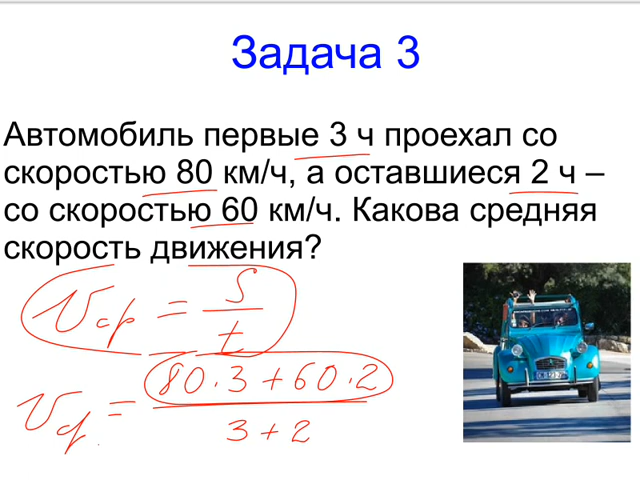 Задача 3
Автомобиль первые 3 ч проехал со
скоростью 80 км/ч, а оставшиеся 2 ч –
со скоростью 60 км/ч. Какова средняя
скорость движения?
Vср = S/t
Vср = (80·3+60·2)/(3+2)